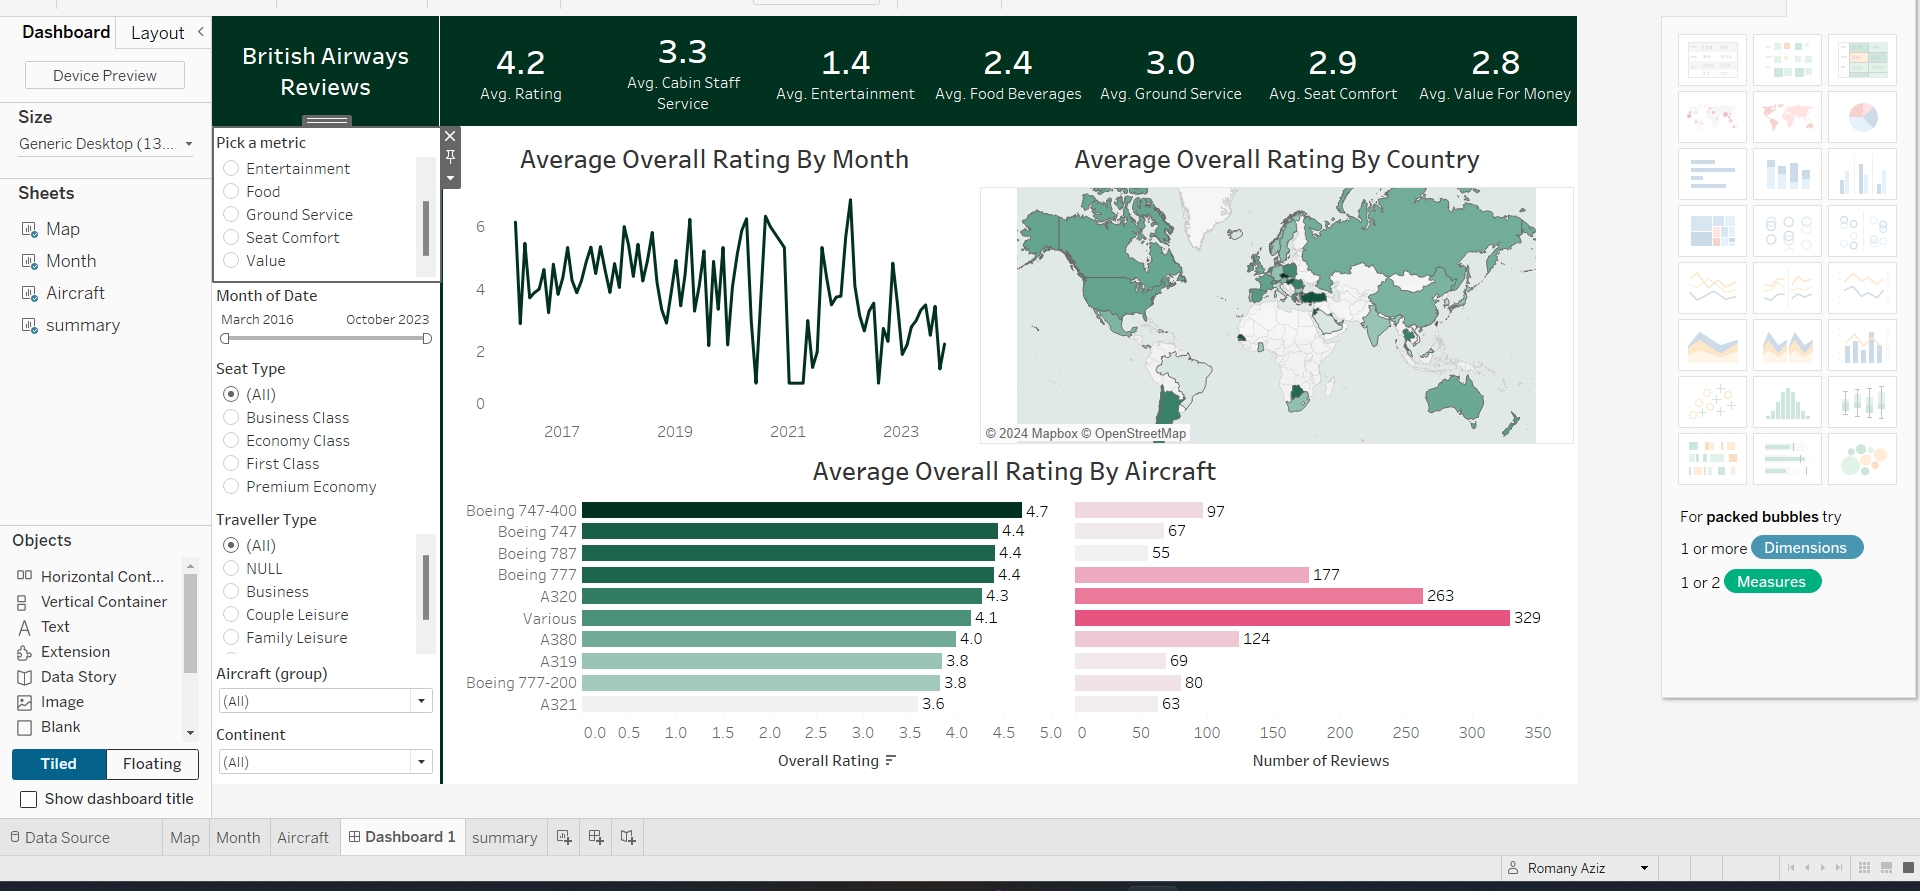 Dashboard
Layout
Device Preview
Size
Generic Desktop (13...
Sheets
Map
Month
Aircraft
summary
Objects
Horizontal Cont...
Vertical Container
Text
Extension
Data Story
Image
Blank
Tiled
Floating
Show dashboard title
British Airways
Reviews
4.2
Avg. Rating
3.3
Avg. Cabin Staff
Service
1.4
Avg. Entertainment
2.4
Avg. Food Beverages
3.0
Avg. Ground Service
2.9
Avg. Seat Comfort
2.8
Avg. Value For Money
Pick a metric
Entertainment
Food
Ground Service
Seat Comfort
Value
Month of Date
March 2016
October 2023
Seat Type
(All)
Business Class
Economy Class
First Class
Premium Economy
Traveller Type
(All)
NULL
Business
Couple Leisure
Family Leisure
Aircraft (group)
(All)
Continent
(All)
Average Overall Rating By Month
6
4
2
0
2017
2019
2021
2023
Average Overall Rating By Country
© 2024 Mapbox © OpenStreetMap
Average Overall Rating By Aircraft
Boeing 747-400 4.7 97
Boeing 747 4.4 67
Boeing 787 4.4 55
Boeing 777 4.4 177
A320 4.3 263
Various 4.1 329
A380 4.0 124
A319 3.8 69
Boeing 777-200 3.8 80
A321 3.6 63
0.0 0.5 1.0 1.5 2.0 2.5 3.0 3.5 4.0 4.5 5.0
0 50 100 150 200 250 300 350
Overall Rating
Number of Reviews
For packed bubbles try
1 or more Dimensions
1 or 2 Measures
Data Source
Map
Month
Aircraft
Dashboard 1
summary
Romany Aziz